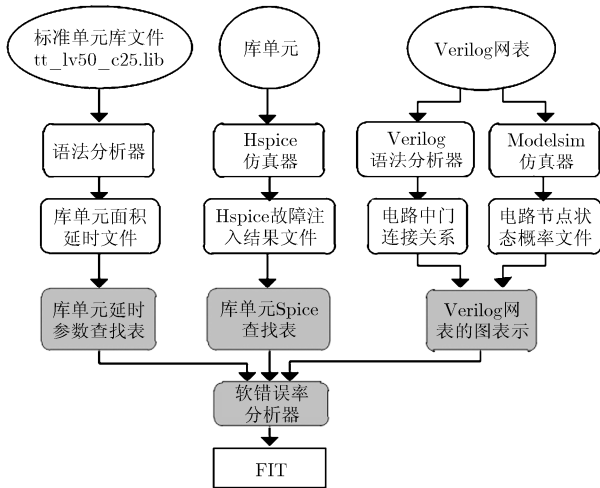 标准单元库文件
tt_lv50_c25.lib
库单元
Verilog网表
语法分析器
Hspice
仿真器
Verilog
语法分析器
Modelsim
仿真器
库单元面积
延时文件
Hspice故障注
入结果文件
电路中门
连接关系
电路节点状
态概率文件
库单元延时
参数查找表
库单元Spice
查找表
Verilog网
表的图表示
软错误率
分析器
FIT